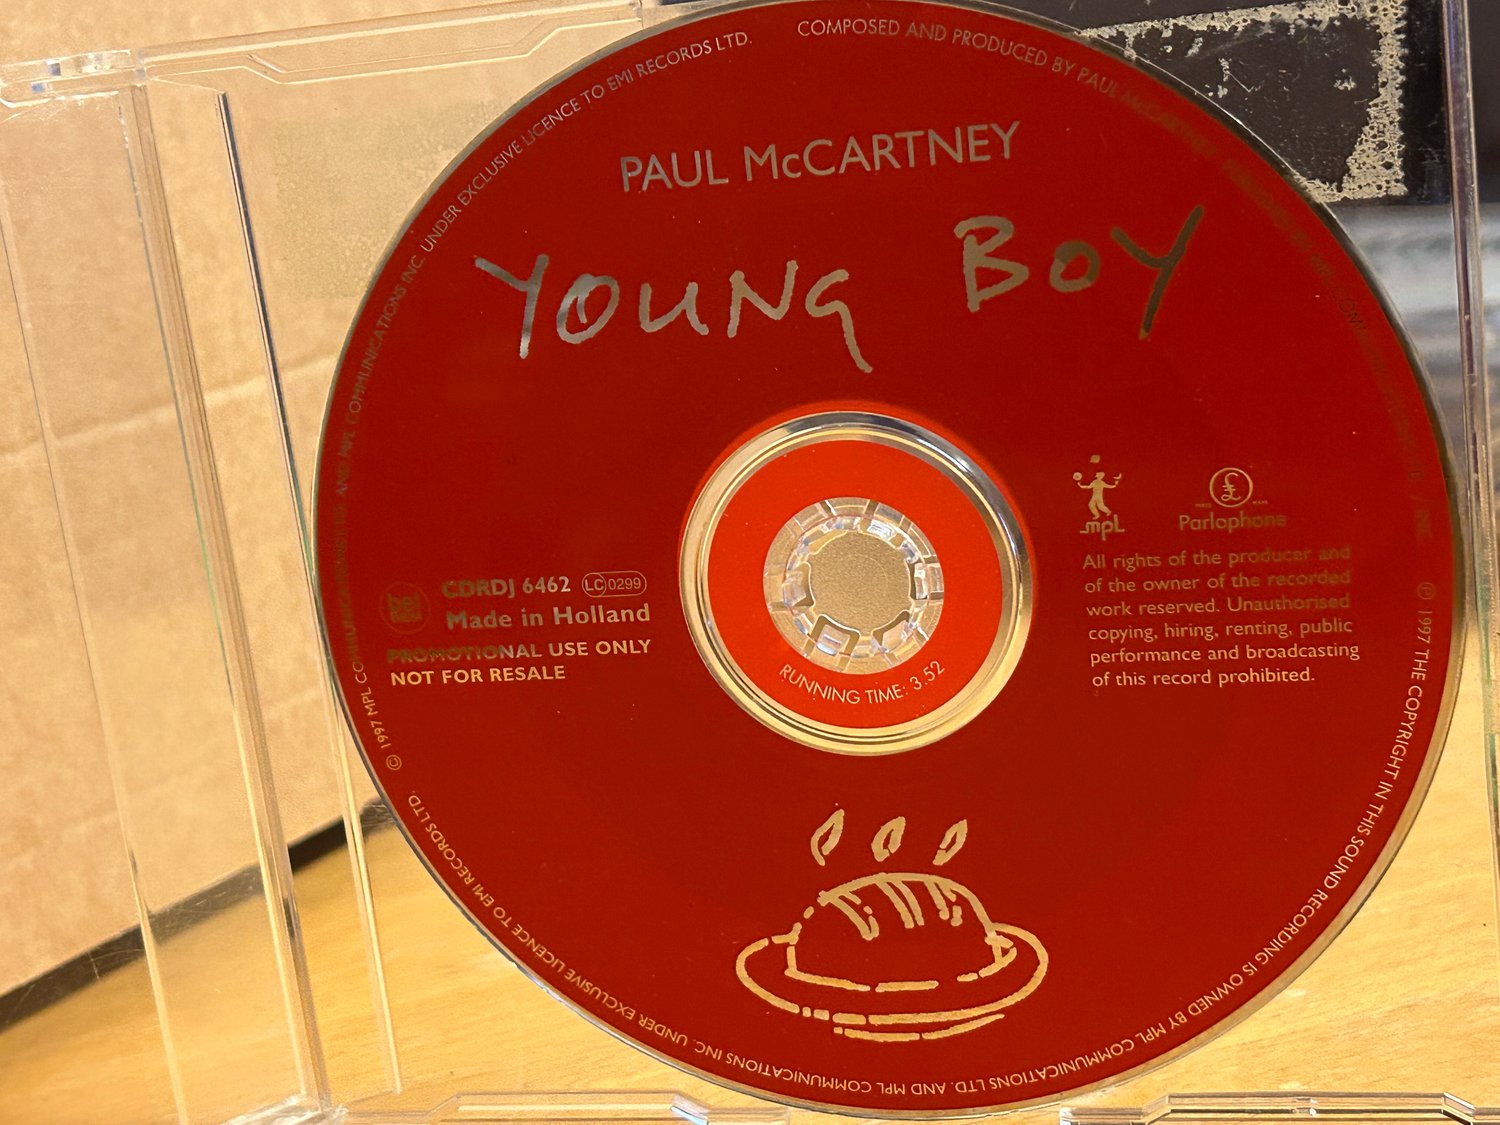 UNDER EXCLUSIVE LICENCE TO EMI RECORDS LTD. COMPOSED AND PRODUCED BY PAUL McCARTNEY
PAUL McCARTNEY
YOUNG BOY
mpL
Parlophone
CDRDJ 6462 LC 0299
Made in Holland
PROMOTIONAL USE ONLY
NOT FOR RESALE
All rights of the producer and
of the owner of the recorded
work reserved. Unauthorised
copying, hiring, renting, public
performance and broadcasting
of this record prohibited.
RUNNING TIME: 3.52
℗ 1997 THE COPYRIGHT IN THIS SOUND RECORDING IS OWNED BY MPL COMMUNICATIONS LTD. AND MPL COMMUNICATIONS INC. UNDER EXCLUSIVE LICENCE TO EMI RECORDS LTD.
© 1997 MPL COMMUNICATIONS LTD. AND MPL COMMUNICATIONS INC.